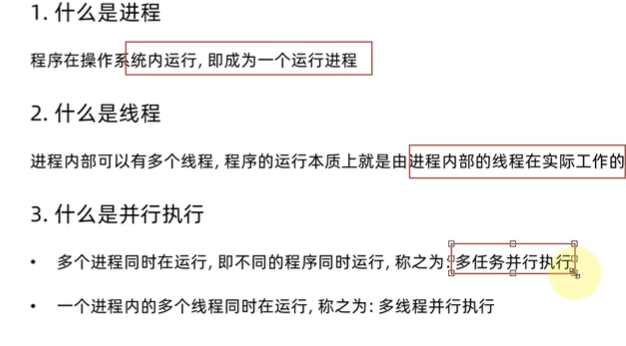 1. 什么是进程
程序在操作系统内运行, 即成为一个运行进程
2. 什么是线程
进程内部可以有多个线程, 程序的运行本质上就是由进程内部的线程在实际工作的
3. 什么是并行执行
• 多个进程同时在运行, 即不同的程序同时运行, 称之为: 多任务并行执行
• 一个进程内的多个线程同时在运行, 称之为: 多线程并行执行